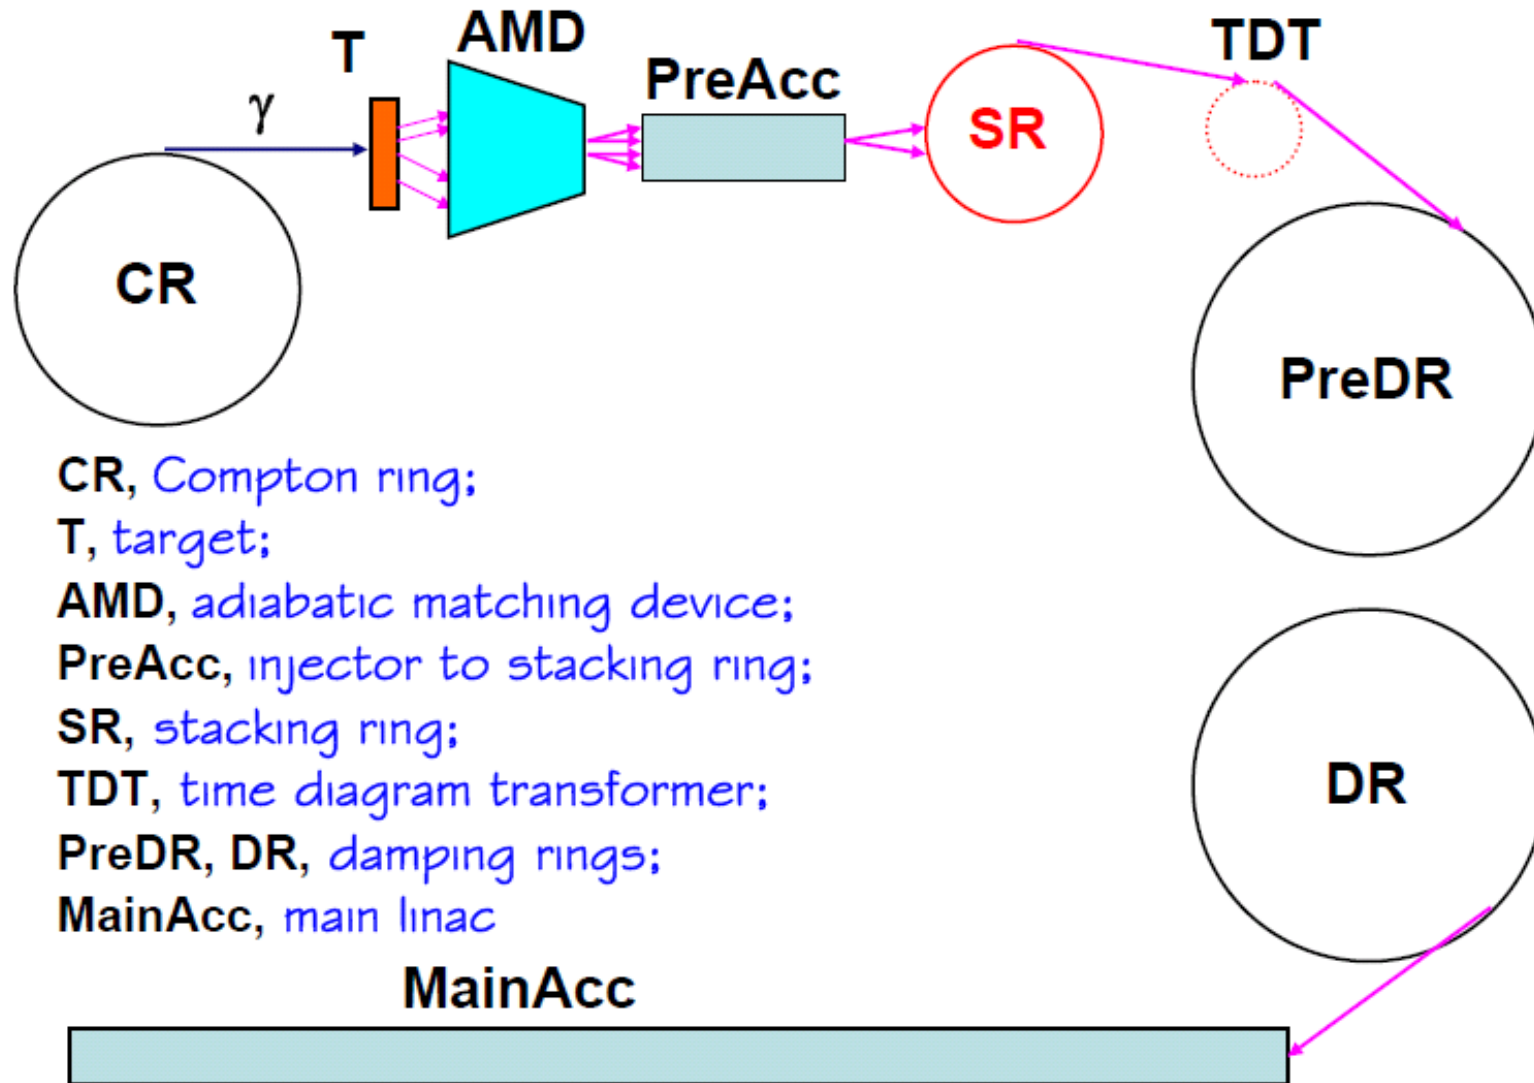 T
AMD
PreAcc
TDT
γ
SR
CR
PreDR
CR, Compton ring;
T, target;
AMD, adiabatic matching device;
PreAcc, injector to stacking ring;
SR, stacking ring;
TDT, time diagram transformer;
PreDR, DR, damping rings;
MainAcc, main linac
DR
MainAcc